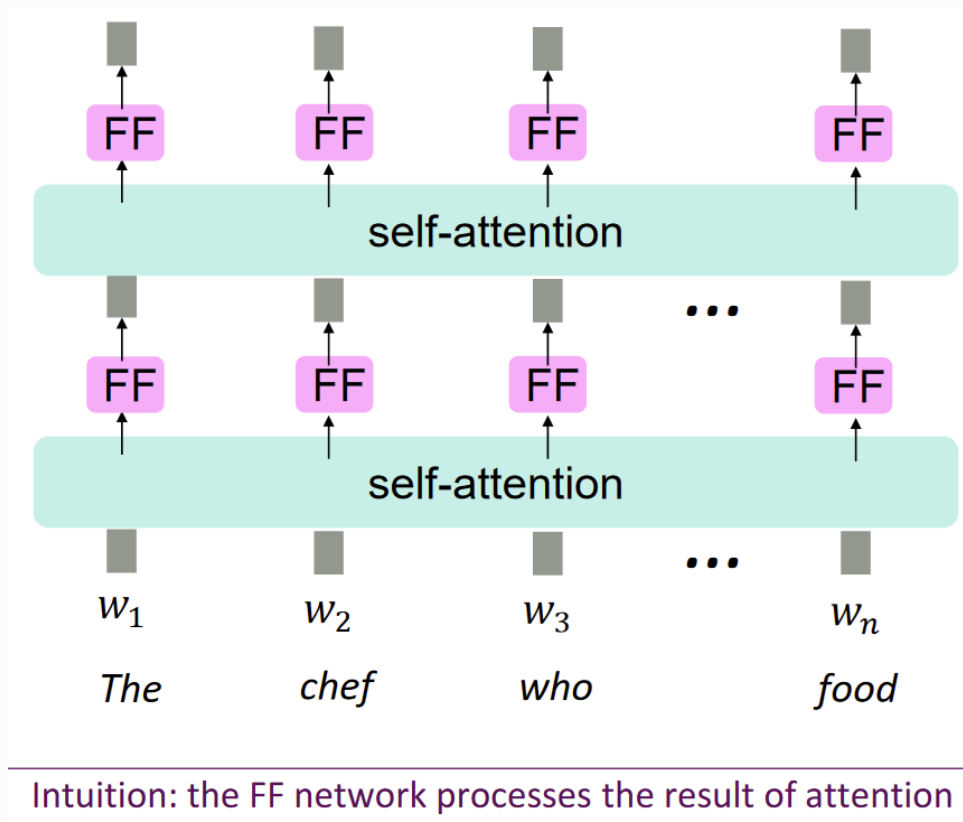 FF FF FF FF
self-attention
...
FF FF FF FF
self-attention
...
w₁ w₂ w₃ wₙ
The chef who food
Intuition: the FF network processes the result of attention